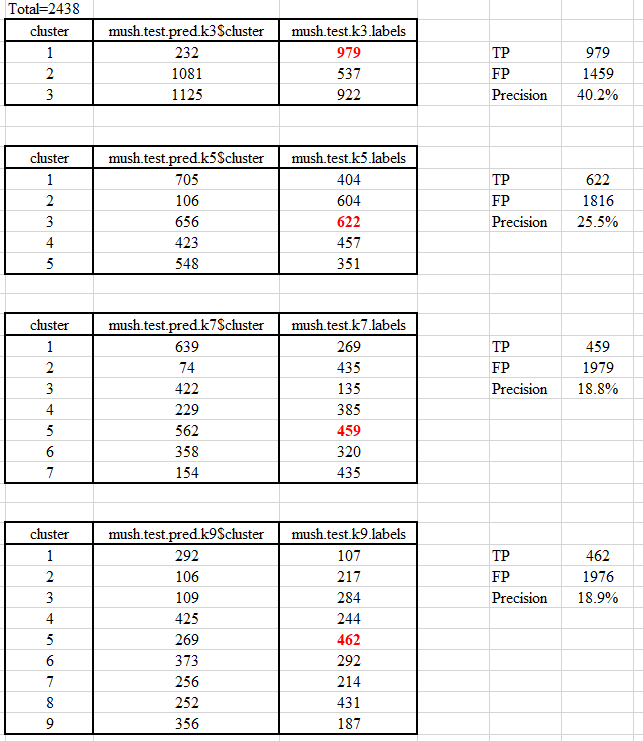 Total=2438
cluster mush.test.pred.k3$cluster mush.test.k3.labels
1 232 979 TP 979
2 1081 537 FP 1459
3 1125 922 Precision 40.2%
cluster mush.test.pred.k5$cluster mush.test.k5.labels
1 705 404 TP 622
2 106 604 FP 1816
3 656 622 Precision 25.5%
4 423 457
5 548 351
cluster mush.test.pred.k7$cluster mush.test.k7.labels
1 639 269 TP 459
2 74 435 FP 1979
3 422 135 Precision 18.8%
4 229 385
5 562 459
6 358 320
7 154 435
cluster mush.test.pred.k9$cluster mush.test.k9.labels
1 292 107 TP 462
2 106 217 FP 1976
3 109 284 Precision 18.9%
4 425 244
5 269 462
6 373 292
7 256 214
8 252 431
9 356 187